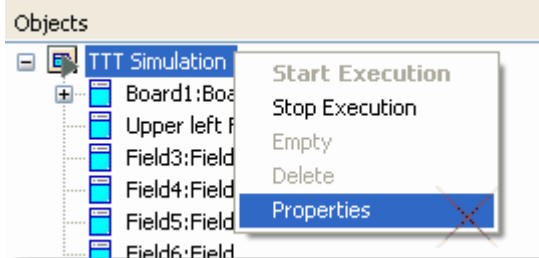 Objects
TTT Simulation
Start Execution
Board1:Boa
Stop Execution
Upper left F
Empty
Field3:Field
Delete
Field4:Field
Properties
Field5:Field
Field6:Field